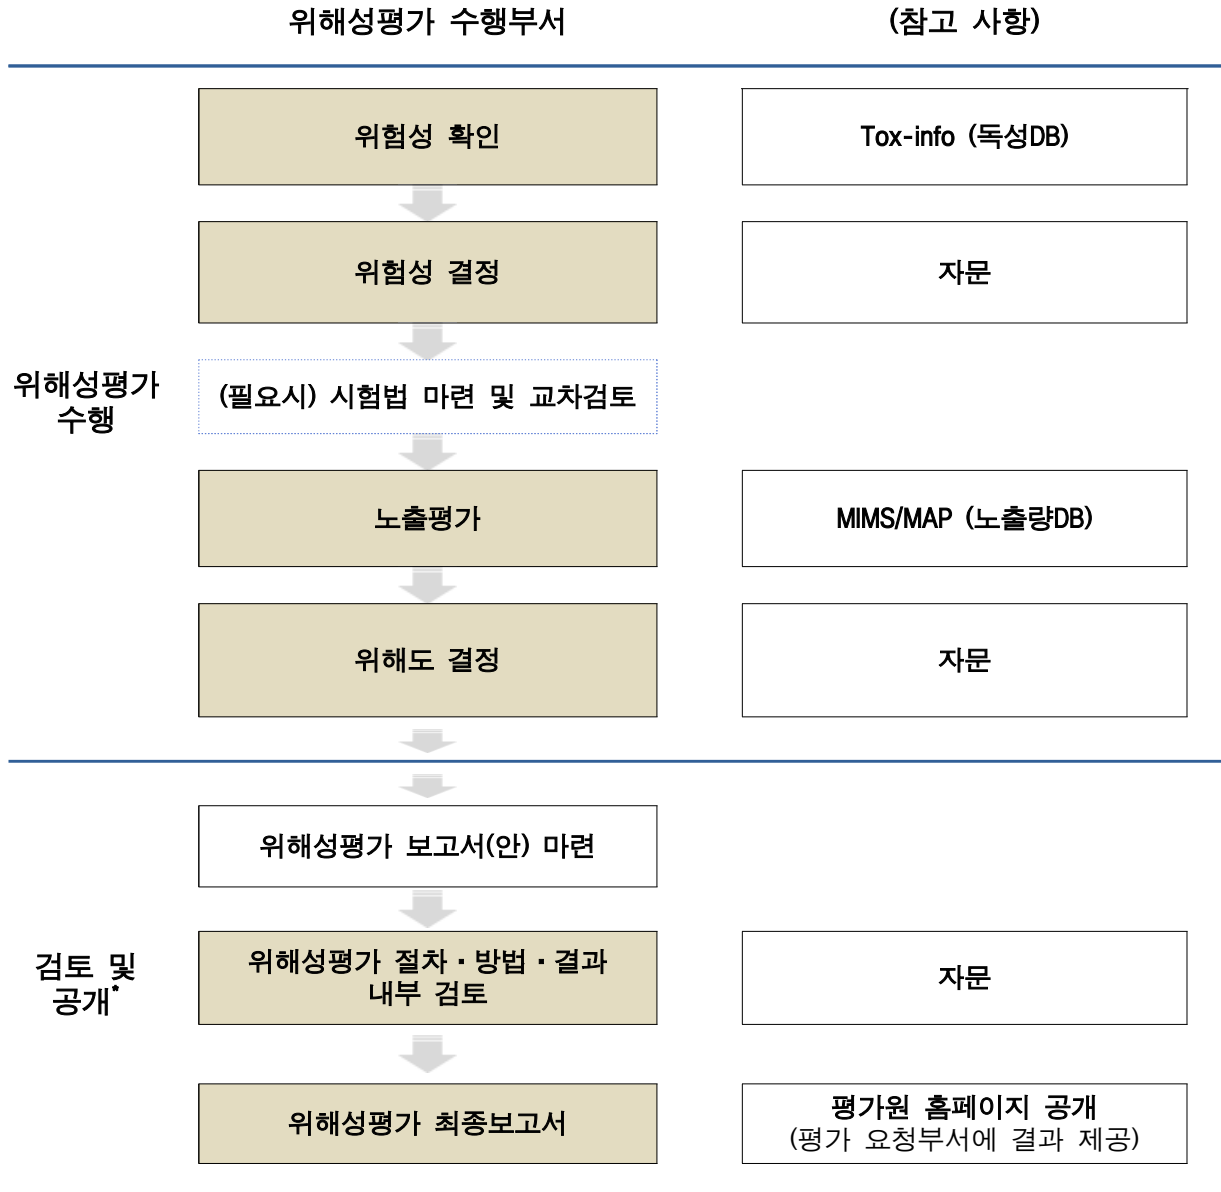 위해성평가 수행부서 (참고 사항)
위험성 확인
Tox-info (독성DB)
위험성 결정
자문
위해성평가
수행
(필요시) 시험법 마련 및 교차검토
노출평가
MIMS/MAP (노출량DB)
위해도 결정
자문
위해성평가 보고서(안) 마련
검토 및
공개*
위해성평가 절차·방법·결과
내부 검토
자문
위해성평가 최종보고서
평가원 홈페이지 공개
(평가 요청부서에 결과 제공)